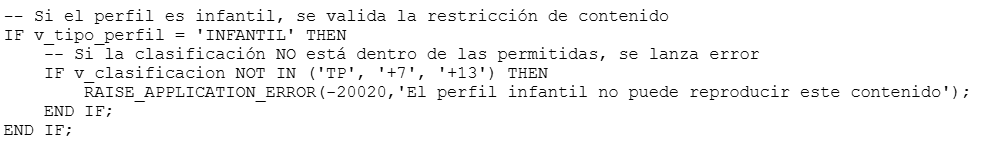 -- Si el perfil es infantil, se valida la restricción de contenido
IF v_tipo_perfil = 'INFANTIL' THEN
    -- Si la clasificación NO está dentro de las permitidas, se lanza error
    IF v_clasificacion NOT IN ('TP', '+7', '+13') THEN
        RAISE_APPLICATION_ERROR(-20020,'El perfil infantil no puede reproducir este contenido');
    END IF;
END IF;